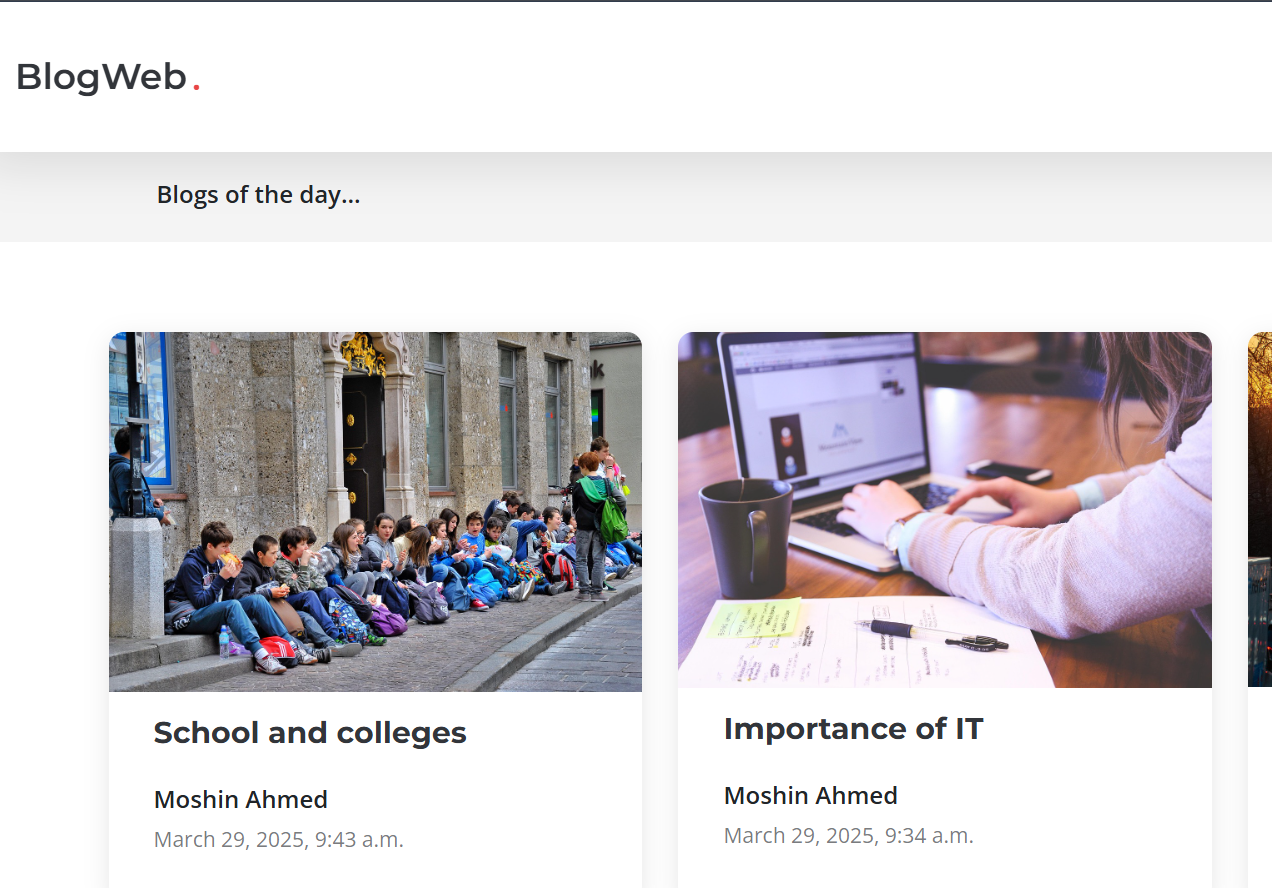 BlogWeb.
Blogs of the day...
School and colleges
Moshin Ahmed
March 29, 2025, 9:43 a.m.
Importance of IT
Moshin Ahmed
March 29, 2025, 9:34 a.m.